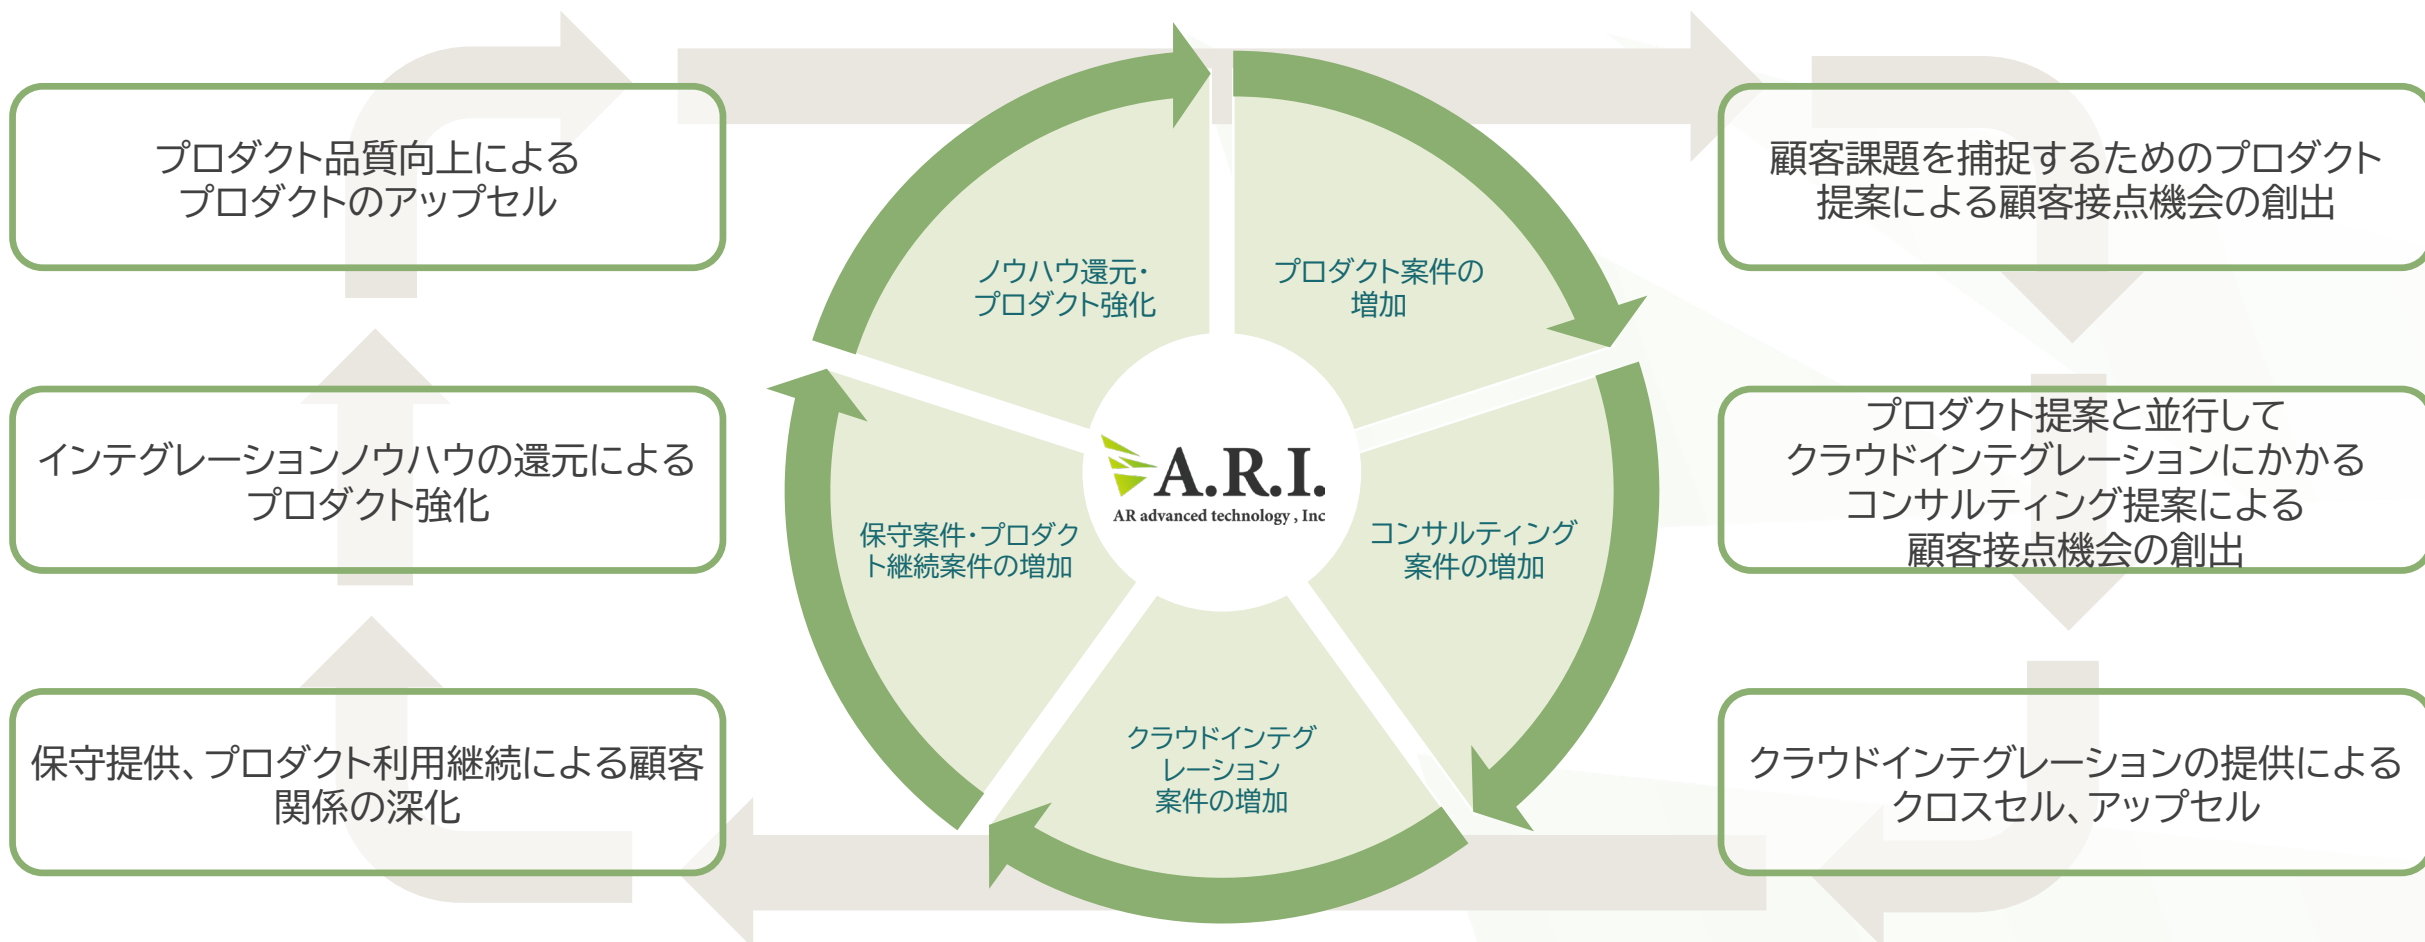 プロダクト品質向上による
プロダクトのアップセル
インテグレーションノウハウの還元による
プロダクト強化
保守提供、プロダクト利用継続による顧客
関係の深化
ノウハウ還元・
プロダクト強化
プロダクト案件の
増加
保守案件・プロダク
ト継続案件の増加
A.R.I.
AR advanced technology , Inc
コンサルティング
案件の増加
クラウドインテグ
レーション
案件の増加
顧客課題を捕捉するためのプロダクト
提案による顧客接点機会の創出
プロダクト提案と並行して
クラウドインテグレーションにかかる
コンサルティング提案による
顧客接点機会の創出
クラウドインテグレーションの提供による
クロスセル、アップセル